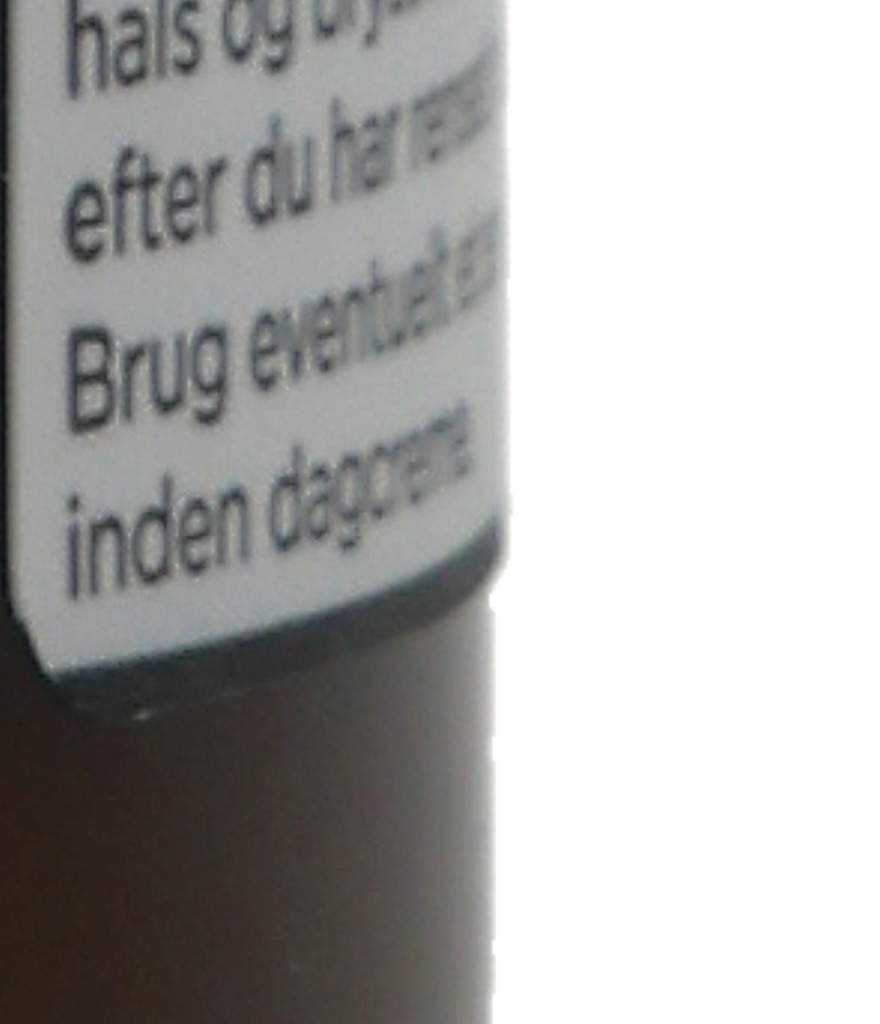 hals og
efter du har
Brug eventuelt
inden dagcreme